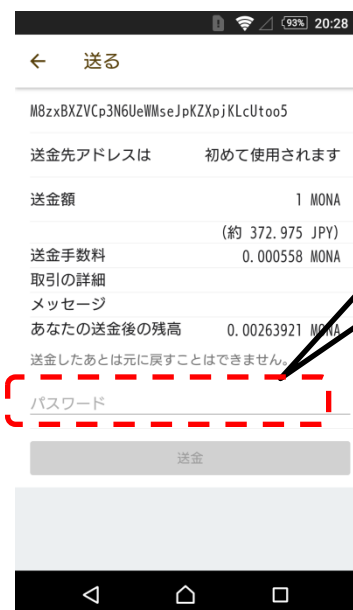 93% 20:28
← 送る
M8zxBXZVCp3N6UeWMseJpKZXpjKLcUtoo5
送金先アドレスは 初めて使用されます
送金額 1 MONA
(約 372.975 JPY)
送金手数料 0.000558 MONA
取引の詳細
メッセージ
あなたの送金後の残高 0.00263921 MONA
送金したあとは元に戻すことはできません。
パスワード
送金